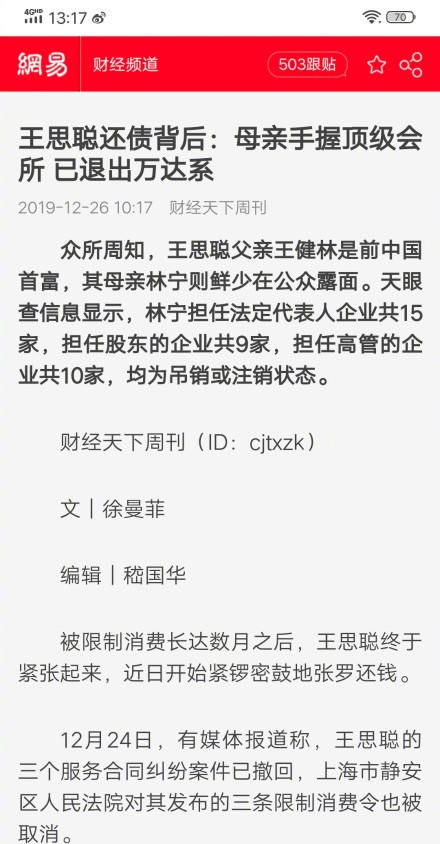 4GHD 13:17 70
網易 财经频道 503跟贴
王思聪还债背后：母亲手握顶级会
所 已退出万达系
2019-12-26 10:17 财经天下周刊
众所周知，王思聪父亲王健林是前中国
首富，其母亲林宁则鲜少在公众露面。天眼
查信息显示，林宁担任法定代表人企业共15
家，担任股东的企业共9家，担任高管的企
业共10家，均为吊销或注销状态。
财经天下周刊（ID：cjtxzk）
文｜徐曼菲
编辑｜嵇国华
被限制消费长达数月之后，王思聪终于
紧张起来，近日开始紧锣密鼓地张罗还钱。
12月24日，有媒体报道称，王思聪的
三个服务合同纠纷案件已撤回，上海市静安
区人民法院对其发布的三条限制消费令也被
取消。